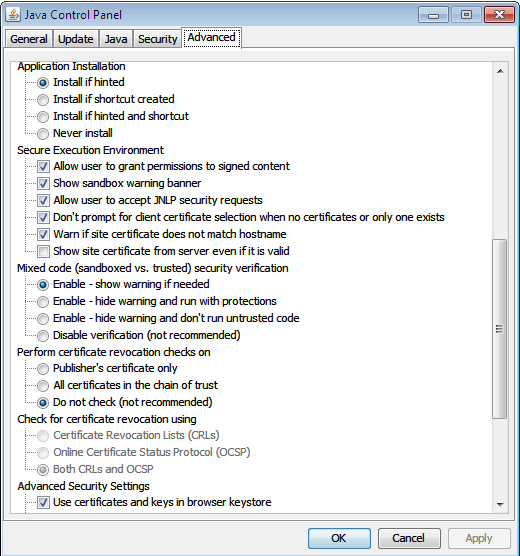 Java Control Panel
General Update Java Security Advanced
Application Installation
Install if hinted
Install if shortcut created
Install if hinted and shortcut
Never install
Secure Execution Environment
Allow user to grant permissions to signed content
Show sandbox warning banner
Allow user to accept JNLP security requests
Don't prompt for client certificate selection when no certificates or only one exists
Warn if site certificate does not match hostname
Show site certificate from server even if it is valid
Mixed code (sandboxed vs. trusted) security verification
Enable - show warning if needed
Enable - hide warning and run with protections
Enable - hide warning and don't run untrusted code
Disable verification (not recommended)
Perform certificate revocation checks on
Publisher's certificate only
All certificates in the chain of trust
Do not check (not recommended)
Check for certificate revocation using
Certificate Revocation Lists (CRLs)
Online Certificate Status Protocol (OCSP)
Both CRLs and OCSP
Advanced Security Settings
Use certificates and keys in browser keystore
OK Cancel Apply